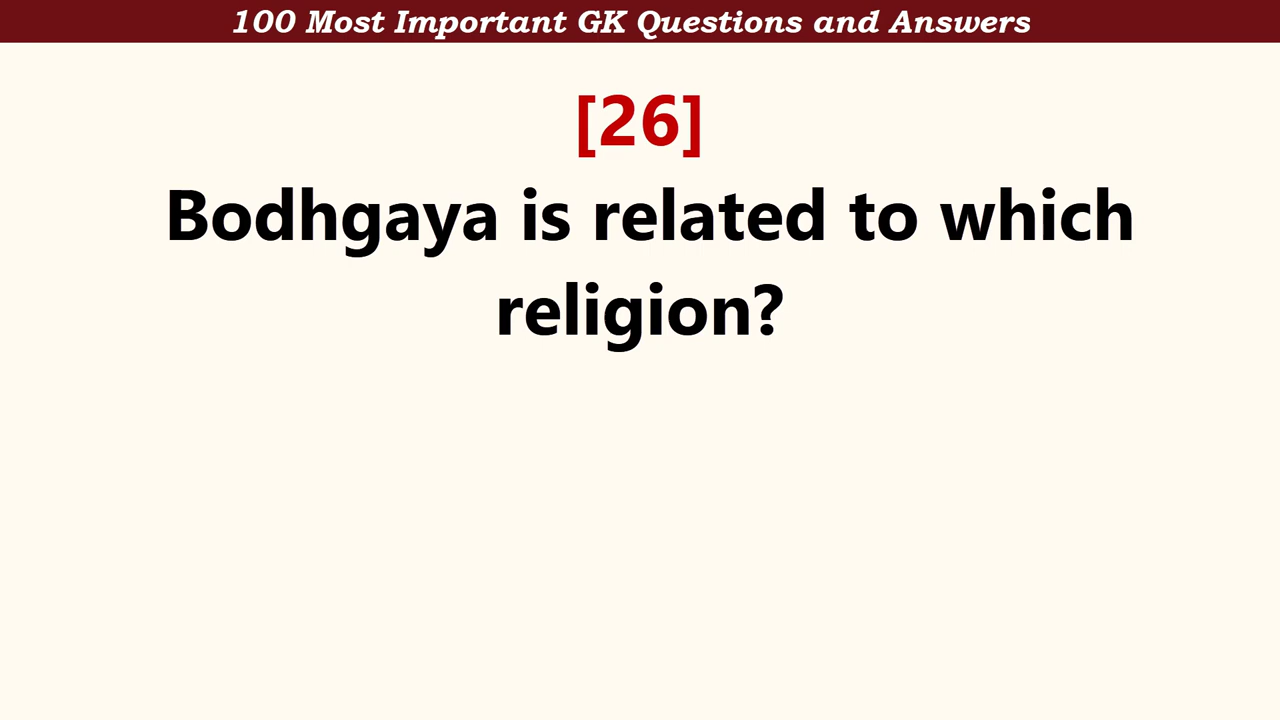 100 Most Important GK Questions and Answers
[26]
Bodhgaya is related to which
religion?